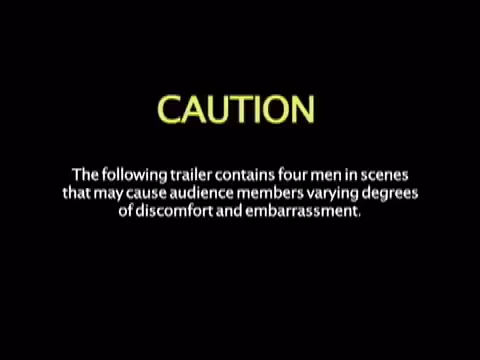 CAUTION
The following trailer contains four men in scenes
that may cause audience members varying degrees
of discomfort and embarrassment.